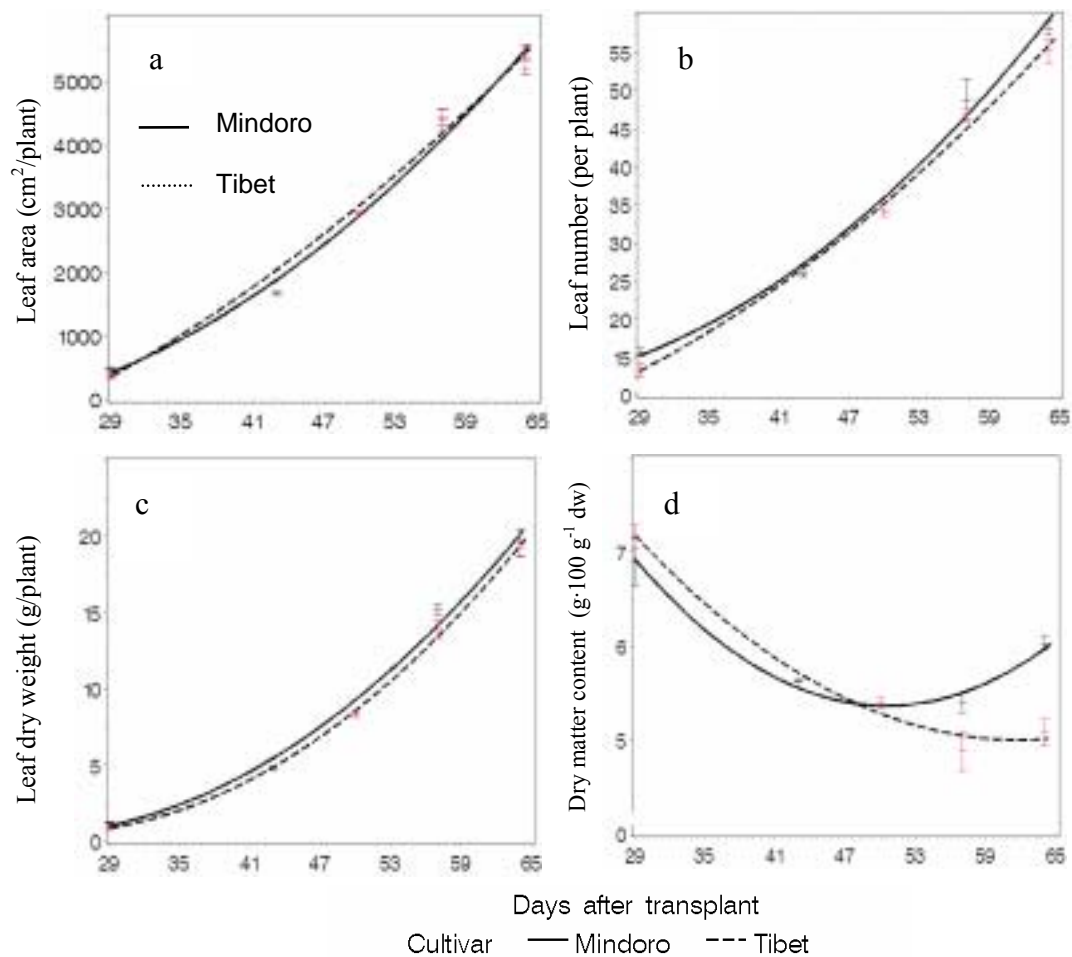 a
Mindoro
Tibet
Leaf area (cm²/plant)
5000
4000
3000
2000
1000
0
29 35 41 47 53 59 65
b
Leaf number (per plant)
55
50
45
40
35
30
25
20
15
0
29 35 41 47 53 59 65
c
Leaf dry weight (g/plant)
20
15
10
5
0
29 35 41 47 53 59 65
d
Dry matter content (g·100 g⁻¹ dw)
7
6
5
0
29 35 41 47 53 59 65
Days after transplant
Cultivar Mindoro Tibet